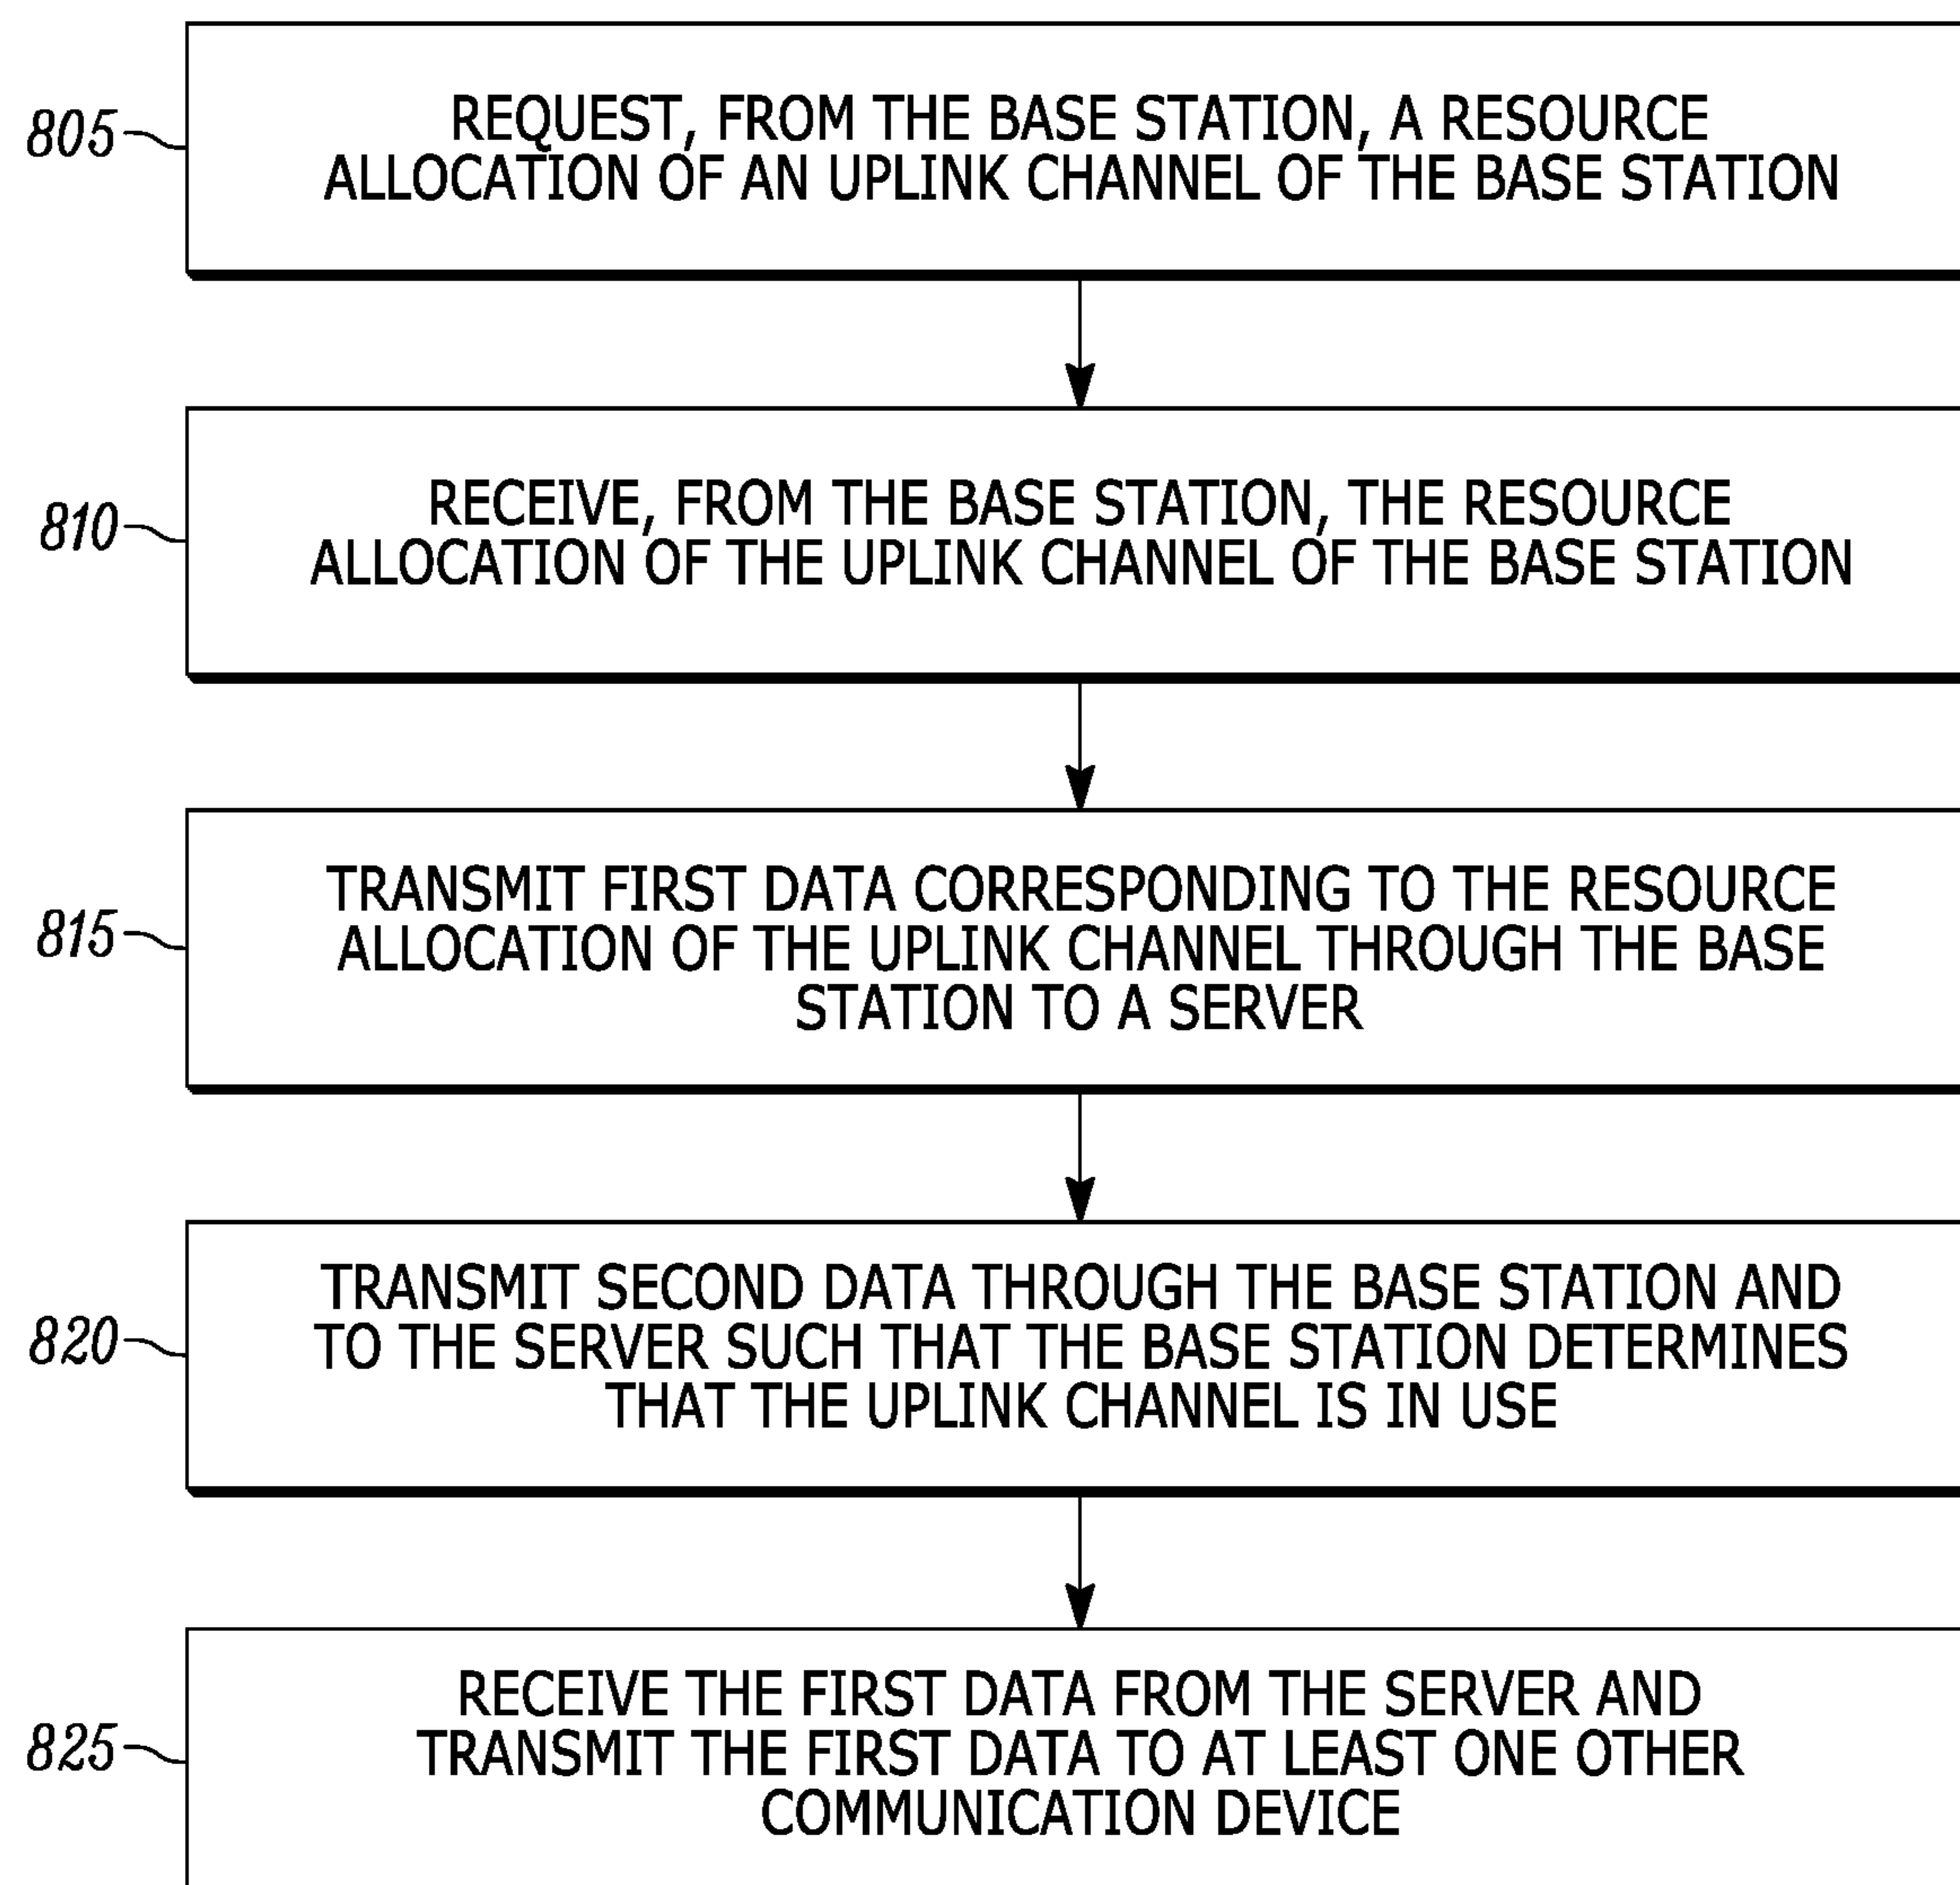 805
REQUEST, FROM THE BASE STATION, A RESOURCE
ALLOCATION OF AN UPLINK CHANNEL OF THE BASE STATION
810
RECEIVE, FROM THE BASE STATION, THE RESOURCE
ALLOCATION OF THE UPLINK CHANNEL OF THE BASE STATION
815
TRANSMIT FIRST DATA CORRESPONDING TO THE RESOURCE
ALLOCATION OF THE UPLINK CHANNEL THROUGH THE BASE
STATION TO A SERVER
820
TRANSMIT SECOND DATA THROUGH THE BASE STATION AND
TO THE SERVER SUCH THAT THE BASE STATION DETERMINES
THAT THE UPLINK CHANNEL IS IN USE
825
RECEIVE THE FIRST DATA FROM THE SERVER AND
TRANSMIT THE FIRST DATA TO AT LEAST ONE OTHER
COMMUNICATION DEVICE